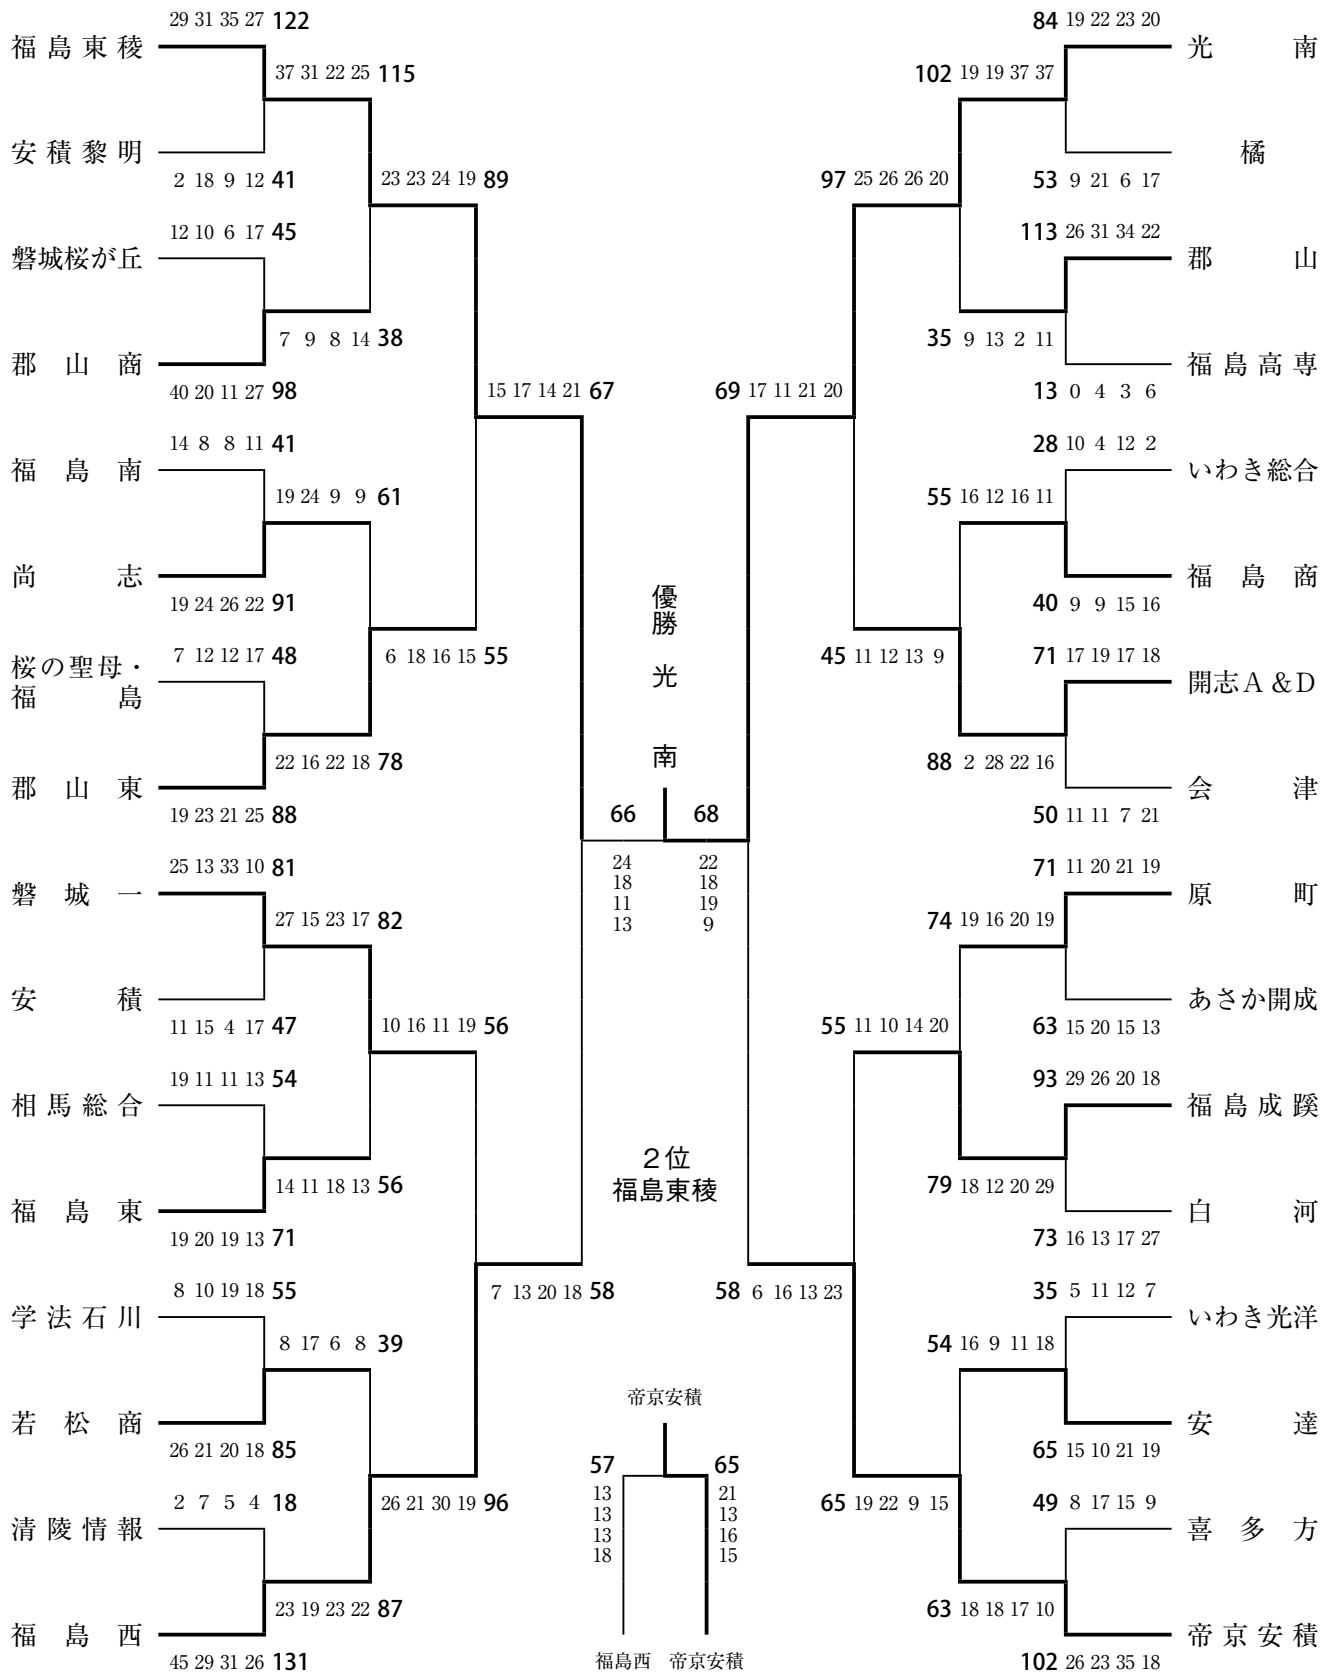 29 31 35 27 122
福島東稜
37 31 22 25 115
安積黎明
2 18 9 12 41
23 23 24 19 89
12 10 6 17 45
磐城桜が丘
7 9 8 14 38
郡山商
40 20 11 27 98
15 17 14 21 67
14 8 8 11 41
福島南
19 24 9 9 61
尚志
19 24 26 22 91
7 12 12 17 48
桜の聖母・
福島
6 18 16 15 55
22 16 22 18 78
郡山東
19 23 21 25 88
25 13 33 10 81
磐城一
27 15 23 17 82
安積
11 15 4 17 47
10 16 11 19 56
19 11 11 13 54
相馬総合
14 11 18 13 56
福島東
19 20 19 13 71
8 10 19 18 55
学法石川
7 13 20 18 58
8 17 6 8 39
若松商
26 21 20 18 85
2 7 5 4 18
清陵情報
26 21 30 19 96
23 19 23 22 87
福島西
45 29 31 26 131
優勝
光南
66 68
24 22
18 18
11 19
13 9
2位
福島東稜
帝京安積
57 65
13 21
13 13
13 16
18 15
福島西 帝京安積
84 19 22 23 20
光南
102 19 19 37 37
橘
53 9 21 6 17
97 25 26 26 20
113 26 31 34 22
郡山
35 9 13 2 11
福島高専
13 0 4 3 6
69 17 11 21 20
28 10 4 12 2
いわき総合
55 16 12 16 11
福島商
40 9 9 15 16
45 11 12 13 9
71 17 19 17 18
開志A&D
88 2 28 22 16
会津
50 11 11 7 21
71 11 20 21 19
原町
74 19 16 20 19
あさか開成
63 15 20 15 13
55 11 10 14 20
93 29 26 20 18
福島成蹊
79 18 12 20 29
白河
73 16 13 17 27
58 6 16 13 23
35 5 11 12 7
いわき光洋
54 16 9 11 18
安達
65 15 10 21 19
65 19 22 9 15
49 8 17 15 9
喜多方
63 18 18 17 10
帝京安積
102 26 23 35 18